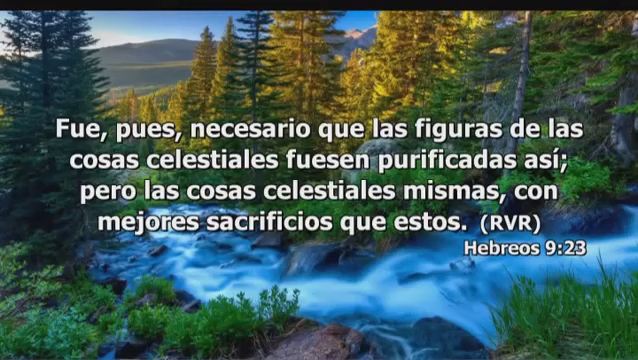 Fue, pues, necesario que las figuras de las
cosas celestiales fuesen purificadas así;
pero las cosas celestiales mismas, con
mejores sacrificios que estos. (RVR)
Hebreos 9:23